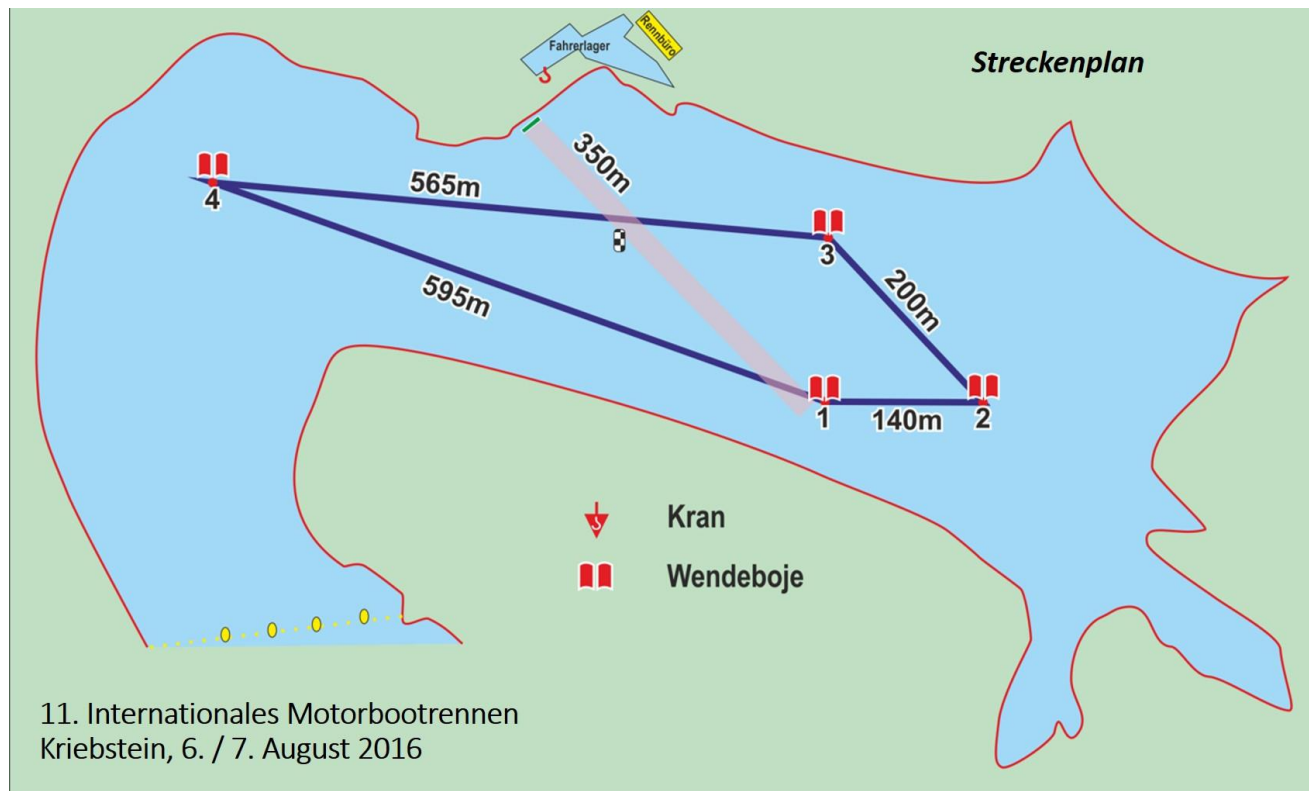 Rennbüro
Fahrerlager
Streckenplan
350m
565m
4
3
595m
200m
1
140m
2
Kran
Wendeboje
11. Internationales Motorbootrennen
Kriebstein, 6. / 7. August 2016